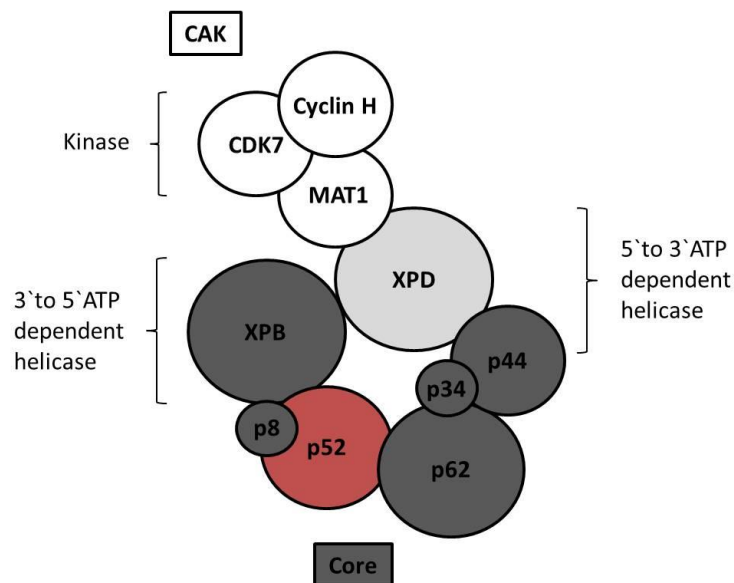 CAK
Cyclin H
Kinase
CDK7
MAT1
XPD
5`to 3`ATP
dependent
helicase
3`to 5`ATP
dependent
helicase
XPB
p44
p34
p8
p52
p62
Core